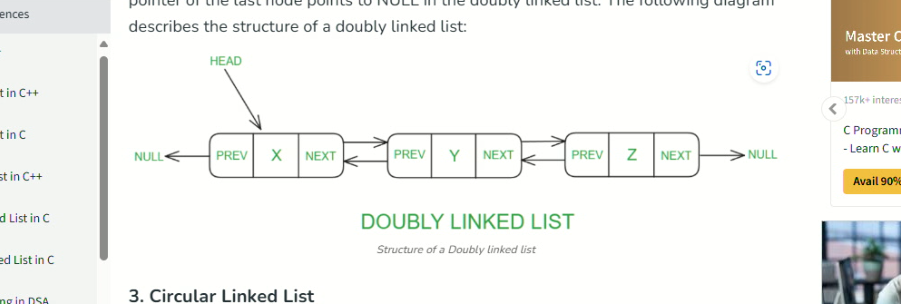 ences
pointer of the last node points to NULL in the doubly linked list. The following diagram
describes the structure of a doubly linked list:
t in C++
t in C
st in C++
d List in C
ed List in C
ng in DSA
HEAD
NULL PREV X NEXT PREV Y NEXT PREV Z NEXT NULL
DOUBLY LINKED LIST
Structure of a Doubly linked list
3. Circular Linked List
Master C
with Data Struct
157k+ interes
C Program
- Learn C w
Avail 90%